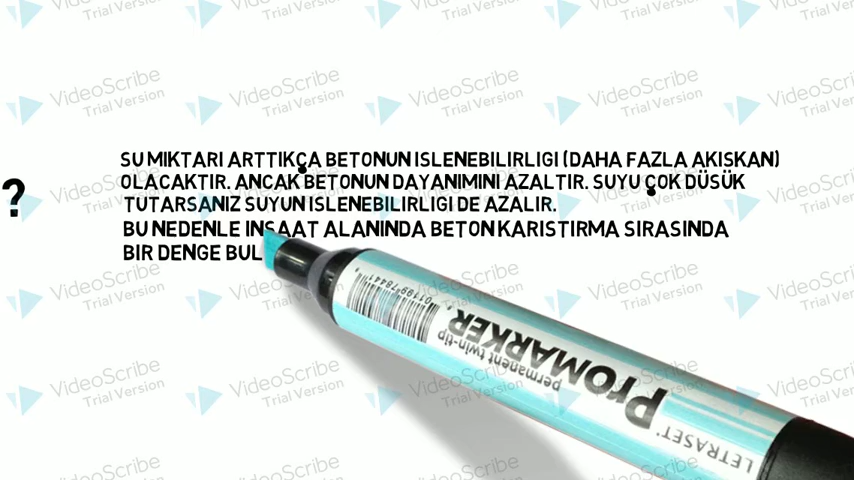 SU MIKTARI ARTTIKÇA BETONUN ISLENEBILIRLIGI (DAHA FAZLA AKISKAN)
OLACAKTIR. ANCAK BETONUN DAYANIMINI AZALTIR. SUYU ÇOK DÜSÜK
TUTARSANIZ SUYUN ISLENEBILIRLIGI DE AZALIR.
BU NEDENLE INSAAT ALANINDA BETON KARISTIRMA SIRASINDA
BIR DENGE BUL
?
LETRASET
PROMARKER
permanent twin-tip
VideoScribe
Trial Version